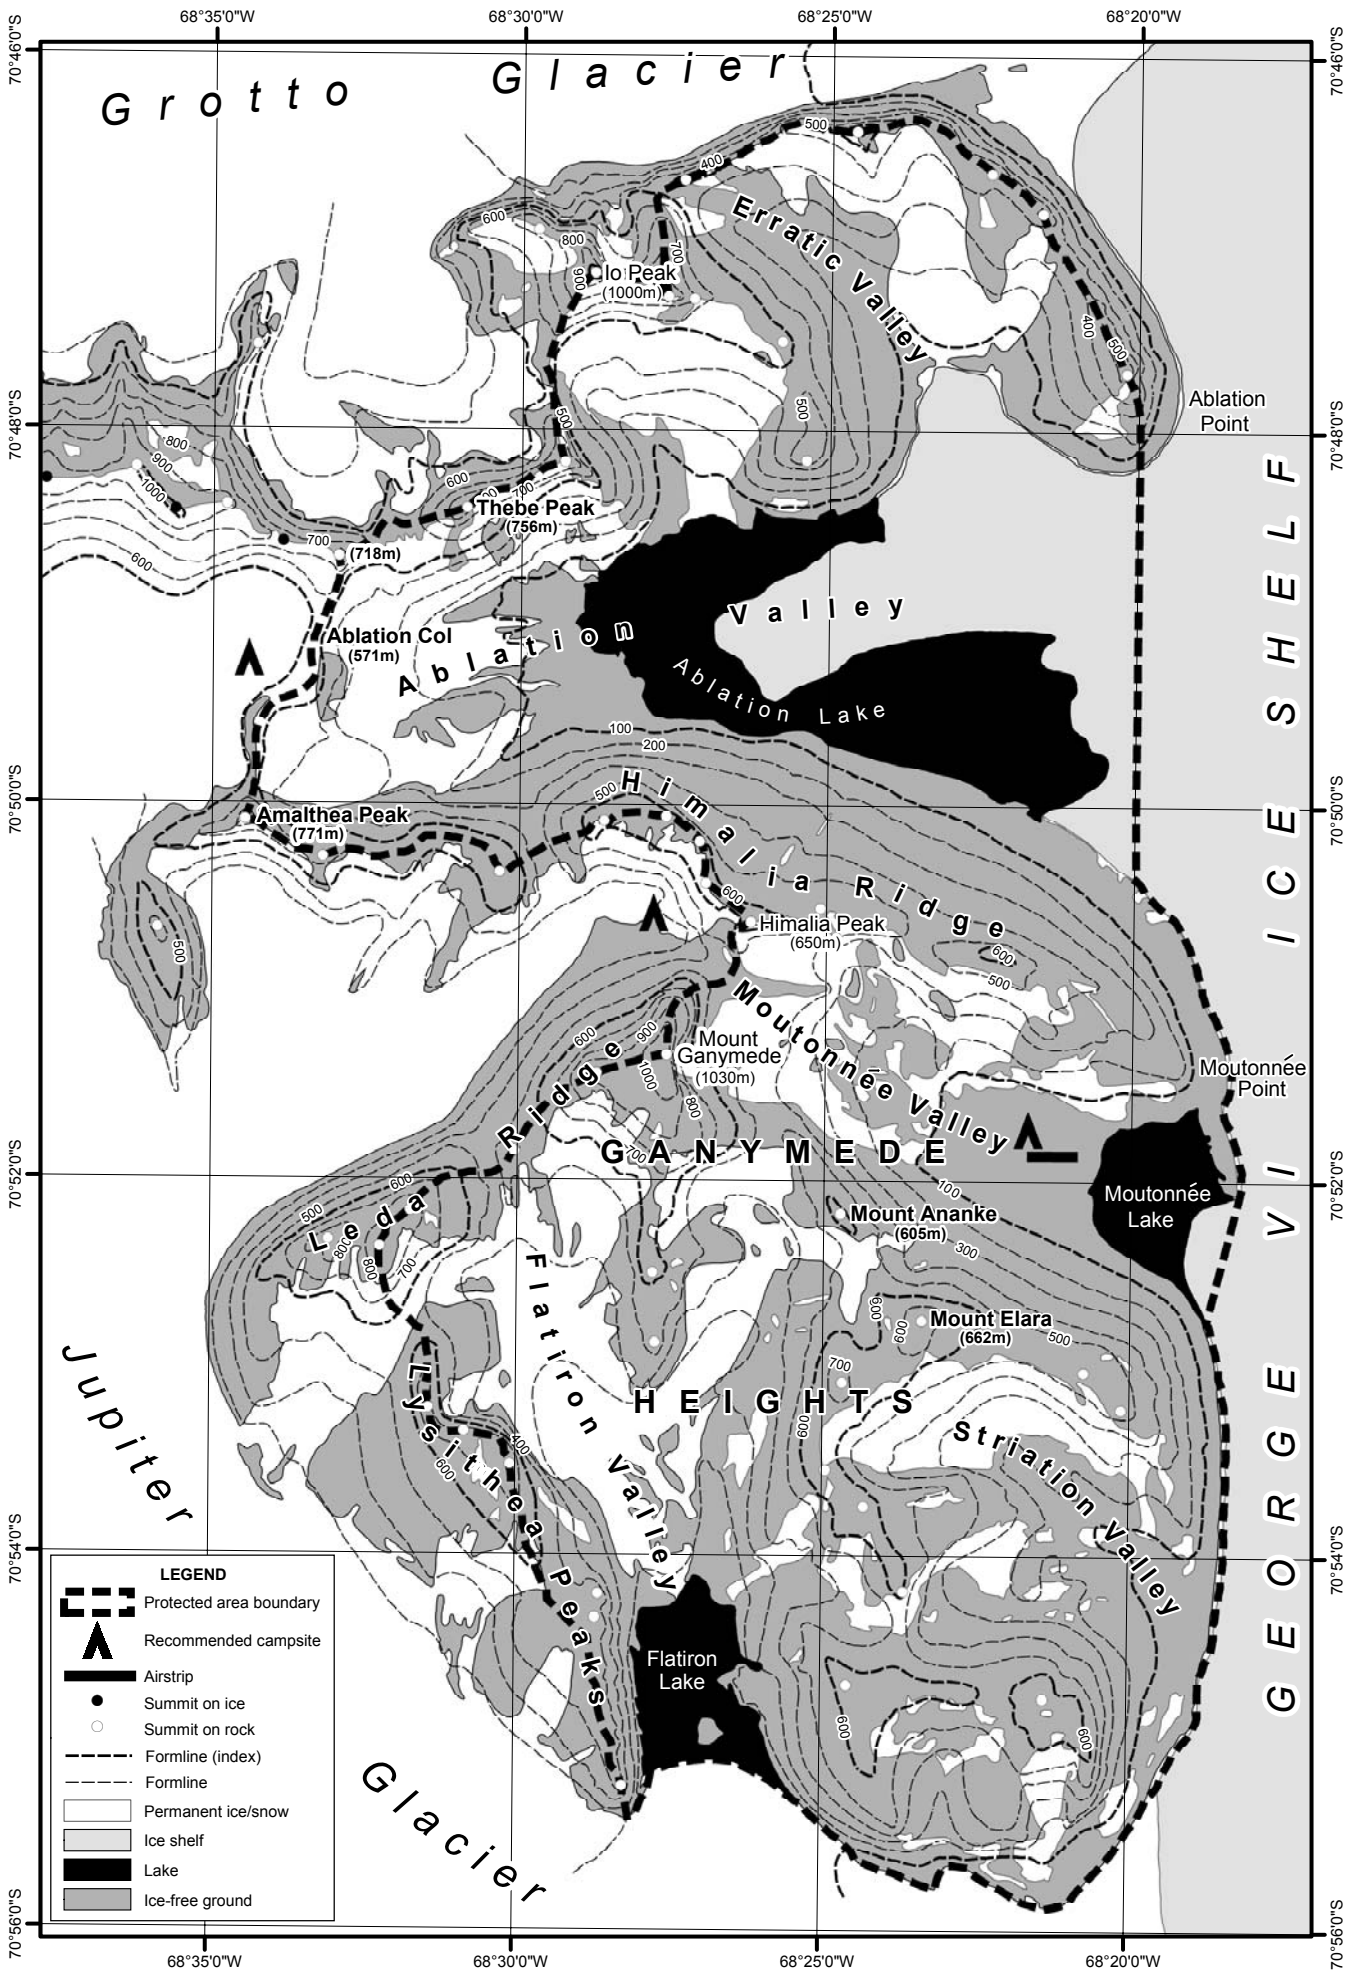 68°35'0"W
68°30'0"W
68°25'0"W
68°20'0"W
70°46'0"S
70°46'0"S
Grotto Glacier
500
400
600
800
900
700
Erratic Valley
Io Peak
(1000m)
400
500
500
500
Ablation
Point
70°48'0"S
70°48'0"S
800
900
1000
600
700
Thebe Peak
(756m)
700
(718m)
600
Ablation Col
(571m)
Ablation Valley
Ablation Lake
100
200
500
70°50'0"S
70°50'0"S
Amalthea Peak
(771m)
Himalia Ridge
600
Himalia Peak
(650m)
600
500
500
GEORGE VI ICE SHELF
Moutonnée Valley
600
900
1000
800
Mount
Ganymede
(1030m)
Moutonnée
Point
Leda Ridge
700
GANYMEDE
HEIGHTS
70°52'0"S
70°52'0"S
600
500
800
800
700
100
Mount Ananke
(605m)
300
Moutonnée
Lake
Flatiron Valley
600
600
Mount Elara
(662m)
500
700
600
Jupiter Glacier
Lysithea Peaks
400
600
Striation Valley
70°54'0"S
70°54'0"S
Flatiron
Lake
600
600
LEGEND
Protected area boundary
Recommended campsite
Airstrip
Summit on ice
Summit on rock
Formline (index)
Formline
Permanent ice/snow
Ice shelf
Lake
Ice-free ground
70°56'0"S
70°56'0"S
68°35'0"W
68°30'0"W
68°25'0"W
68°20'0"W